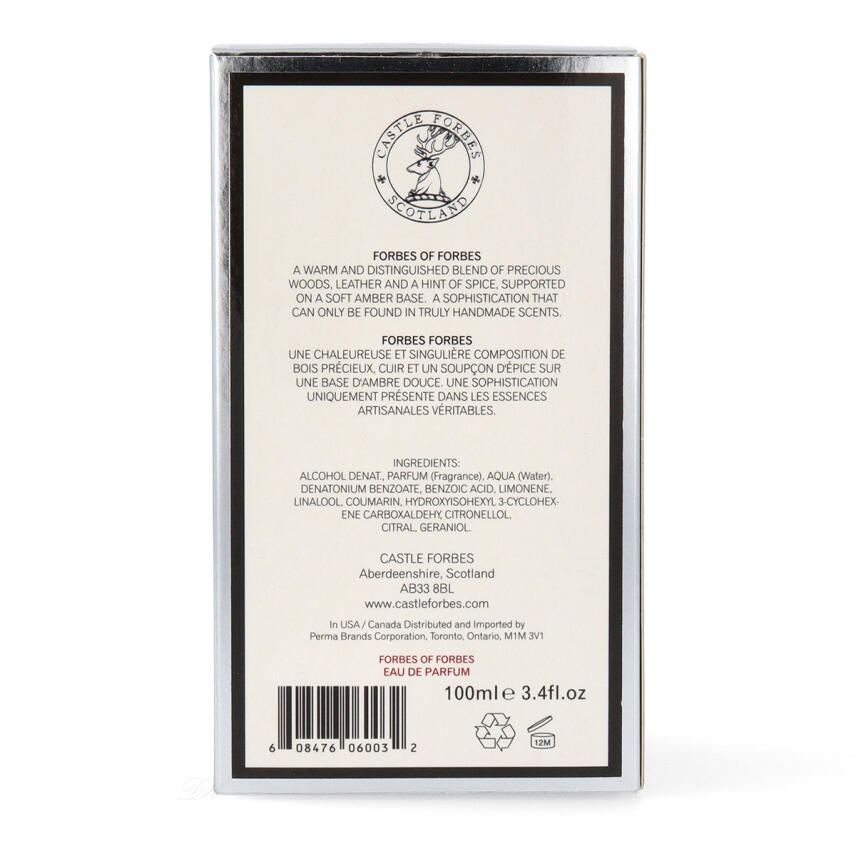 CASTLE FORBES
SCOTLAND
FORBES OF FORBES
A WARM AND DISTINGUISHED BLEND OF PRECIOUS
WOODS, LEATHER AND A HINT OF SPICE, SUPPORTED
ON A SOFT AMBER BASE. A SOPHISTICATION THAT
CAN ONLY BE FOUND IN TRULY HANDMADE SCENTS.
FORBES FORBES
UNE CHALEUREUSE ET SINGULIÈRE COMPOSITION DE
BOIS PRÉCIEUX, CUIR ET UN SOUPÇON D'ÉPICE SUR
UNE BASE D'AMBRE DOUCE. UNE SOPHISTICATION
UNIQUEMENT PRÉSENTE DANS LES ESSENCES
ARTISANALES VÉRITABLES.
INGREDIENTS:
ALCOHOL DENAT., PARFUM (Fragrance), AQUA (Water),
DENATONIUM BENZOATE, BENZOIC ACID, LIMONENE,
LINALOOL, COUMARIN, HYDROXYISOHEXYL 3-CYCLOHEX-
ENE CARBOXALDEHY, CITRONELLOL,
CITRAL, GERANIOL.
CASTLE FORBES
Aberdeenshire, Scotland
AB33 8BL
www.castleforbes.com
In USA / Canada Distributed and Imported by
Perma Brands Corporation, Toronto, Ontario, M1M 3V1
FORBES OF FORBES
EAU DE PARFUM
100ml e 3.4fl.oz
6 08476 06003 2
12M